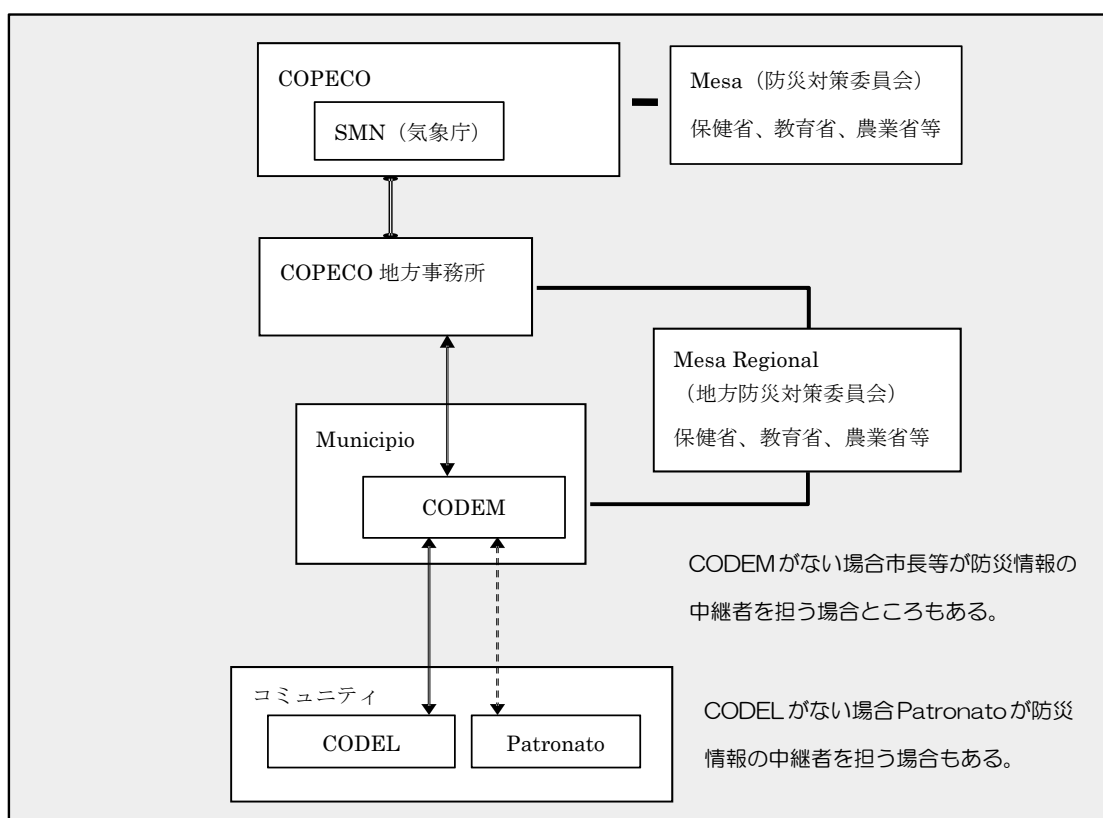 COPECO
SMN（気象庁）
Mesa（防災対策委員会）
保健省、教育省、農業省等
COPECO 地方事務所
Mesa Regional
（地方防災対策委員会）
保健省、教育省、農業省等
Municipio
CODEM
CODEMがない場合市長等が防災情報の
中継者を担う場合ところもある。
コミュニティ
CODEL
Patronato
CODELがない場合Patronatoが防災
情報の中継者を担う場合もある。